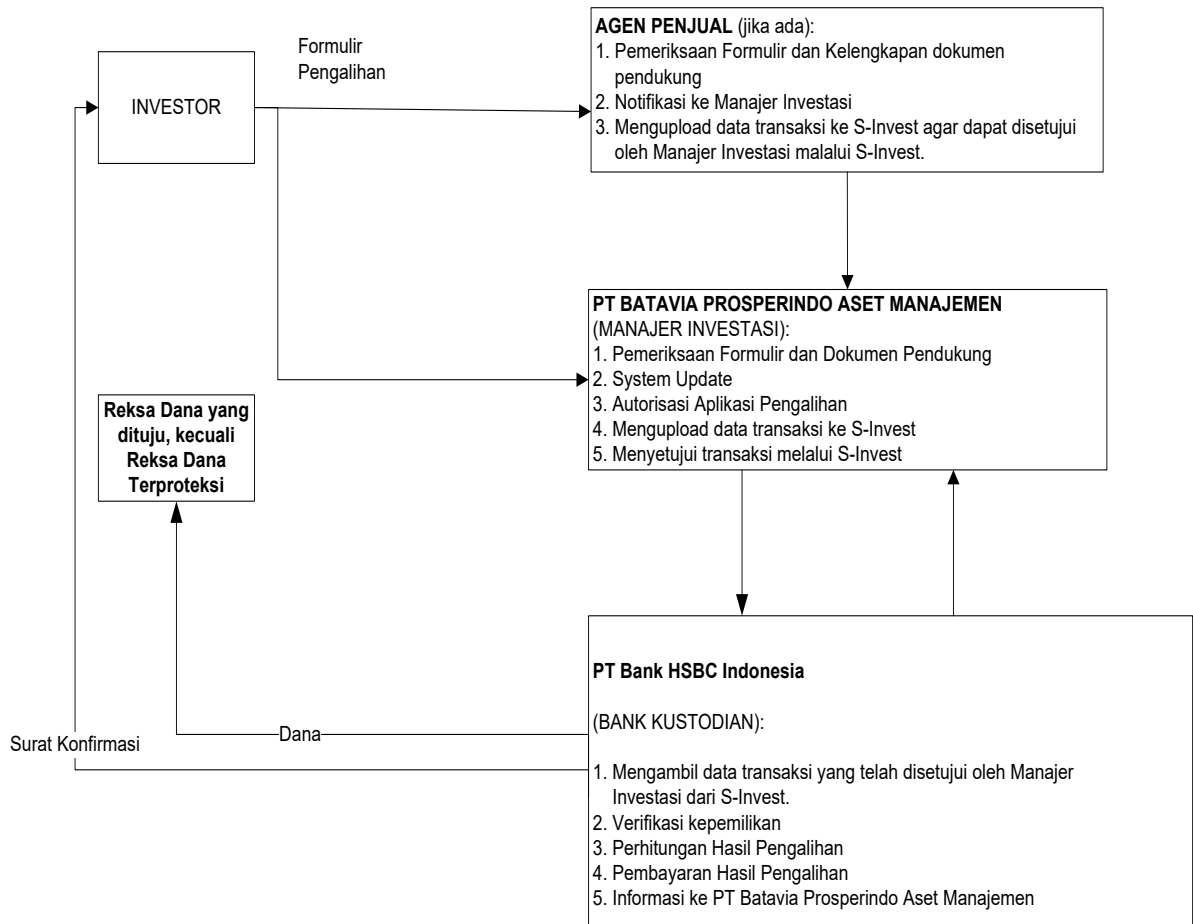 Formulir
Pengalihan
INVESTOR
AGEN PENJUAL (jika ada):
1. Pemeriksaan Formulir dan Kelengkapan dokumen
pendukung
2. Notifikasi ke Manajer Investasi
3. Mengupload data transaksi ke S-Invest agar dapat disetujui
oleh Manajer Investasi malalui S-Invest.
PT BATAVIA PROSPERINDO ASET MANAJEMEN
(MANAJER INVESTASI):
1. Pemeriksaan Formulir dan Dokumen Pendukung
2. System Update
3. Autorisasi Aplikasi Pengalihan
4. Mengupload data transaksi ke S-Invest
5. Menyetujui transaksi melalui S-Invest
Reksa Dana yang
dituju, kecuali
Reksa Dana
Terproteksi
PT Bank HSBC Indonesia
(BANK KUSTODIAN):
1. Mengambil data transaksi yang telah disetujui oleh Manajer
Investasi dari S-Invest.
2. Verifikasi kepemilikan
3. Perhitungan Hasil Pengalihan
4. Pembayaran Hasil Pengalihan
5. Informasi ke PT Batavia Prosperindo Aset Manajemen
Dana
Surat Konfirmasi